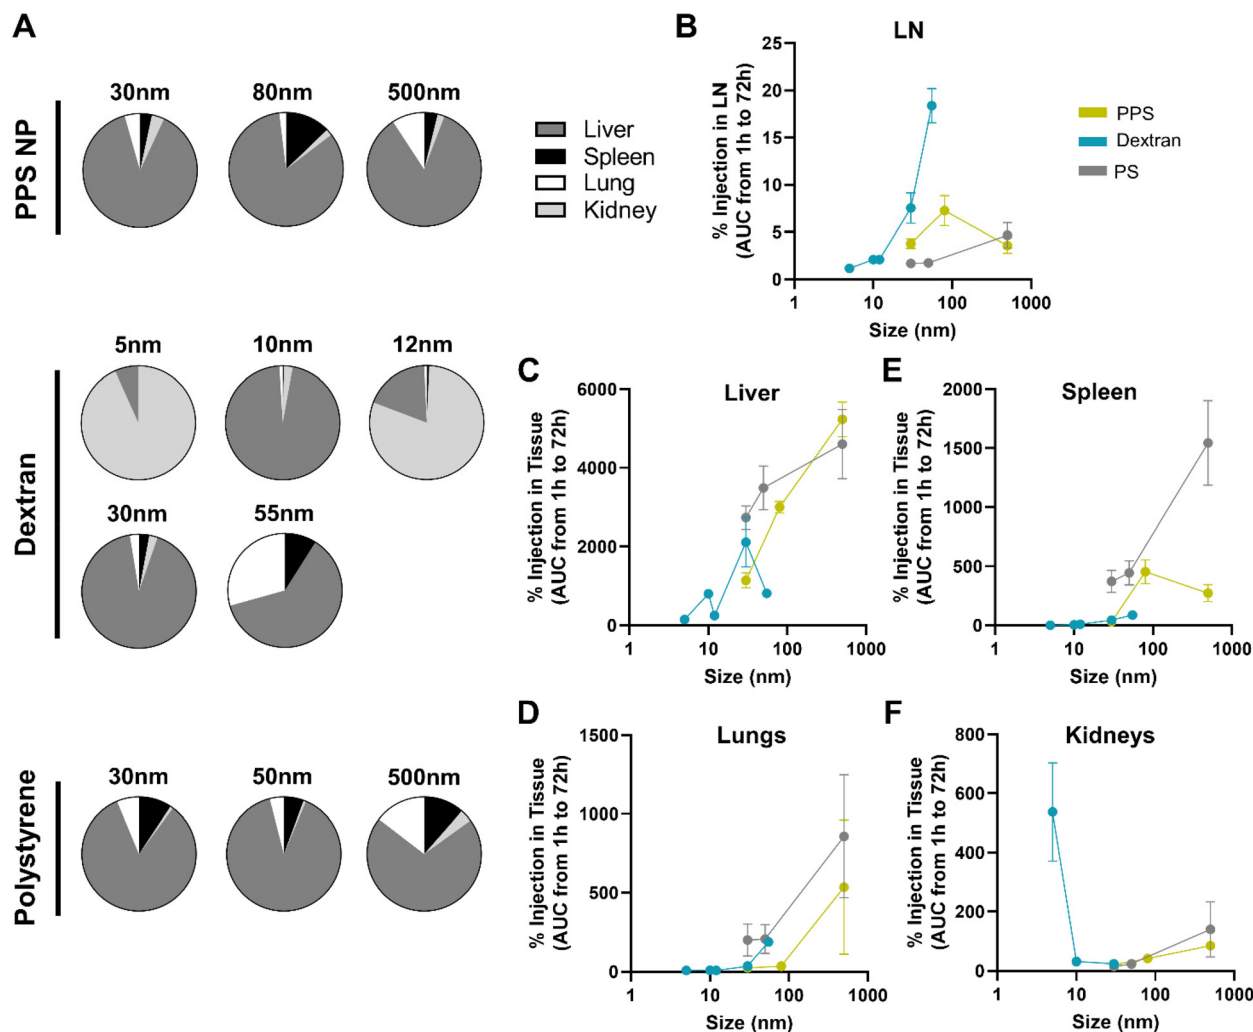 A
PPS NP
30nm
80nm
500nm
Liver
Spleen
Lung
Kidney
Dextran
5nm
10nm
12nm
30nm
55nm
Polystyrene
30nm
50nm
500nm
B
LN
% Injection in LN
(AUC from 1h to 72h)
25
20
15
10
5
0
1
10
100
1000
Size (nm)
PPS
Dextran
PS
C
Liver
% Injection in Tissue
(AUC from 1h to 72h)
6000
4000
2000
0
1
10
100
1000
Size (nm)
E
Spleen
% Injection in Tissue
(AUC from 1h to 72h)
2000
1500
1000
500
0
1
10
100
1000
Size (nm)
D
Lungs
% Injection in Tissue
(AUC from 1h to 72h)
1500
1000
500
0
1
10
100
1000
Size (nm)
F
Kidneys
% Injection in Tissue
(AUC from 1h to 72h)
800
600
400
200
0
1
10
100
1000
Size (nm)